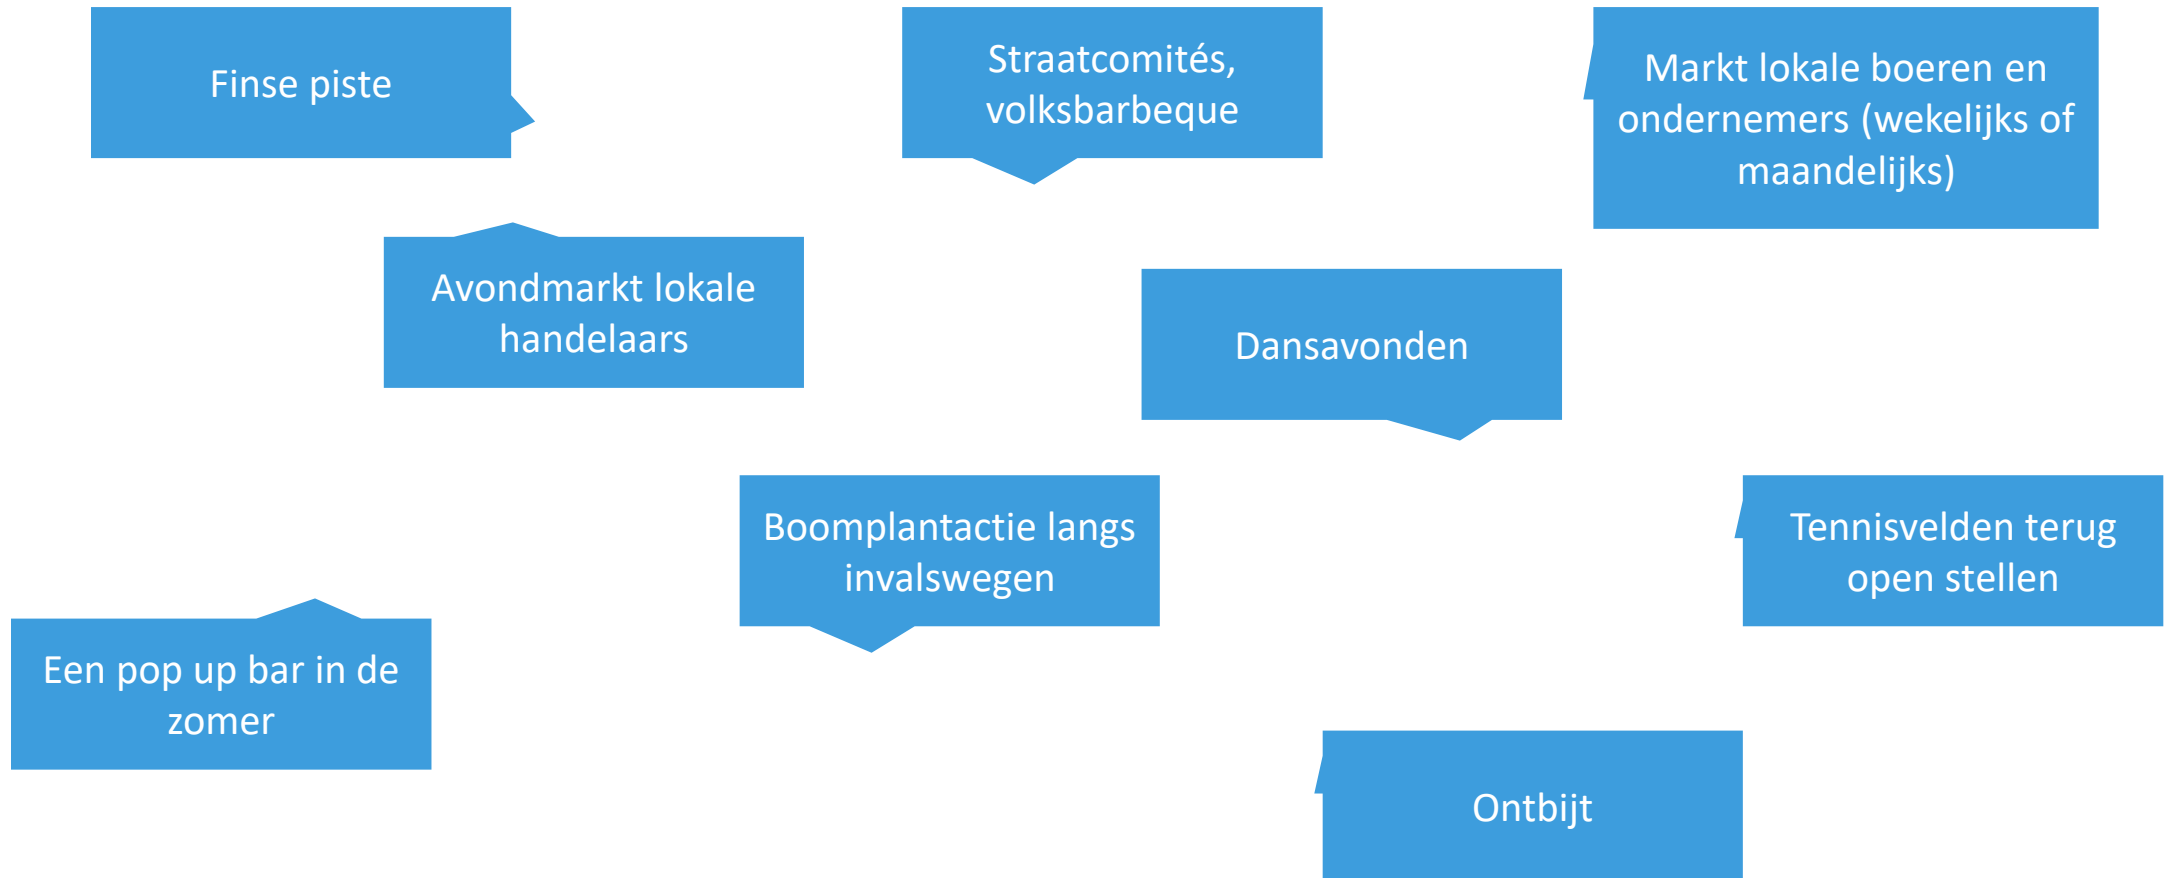 Finse piste
Straatcomités,
volksbarbeque
Markt lokale boeren en
ondernemers (wekelijks of
maandelijks)
Avondmarkt lokale
handelaars
Dansavonden
Boomplantactie langs
invalswegen
Tennisvelden terug
open stellen
Een pop up bar in de
zomer
Ontbijt